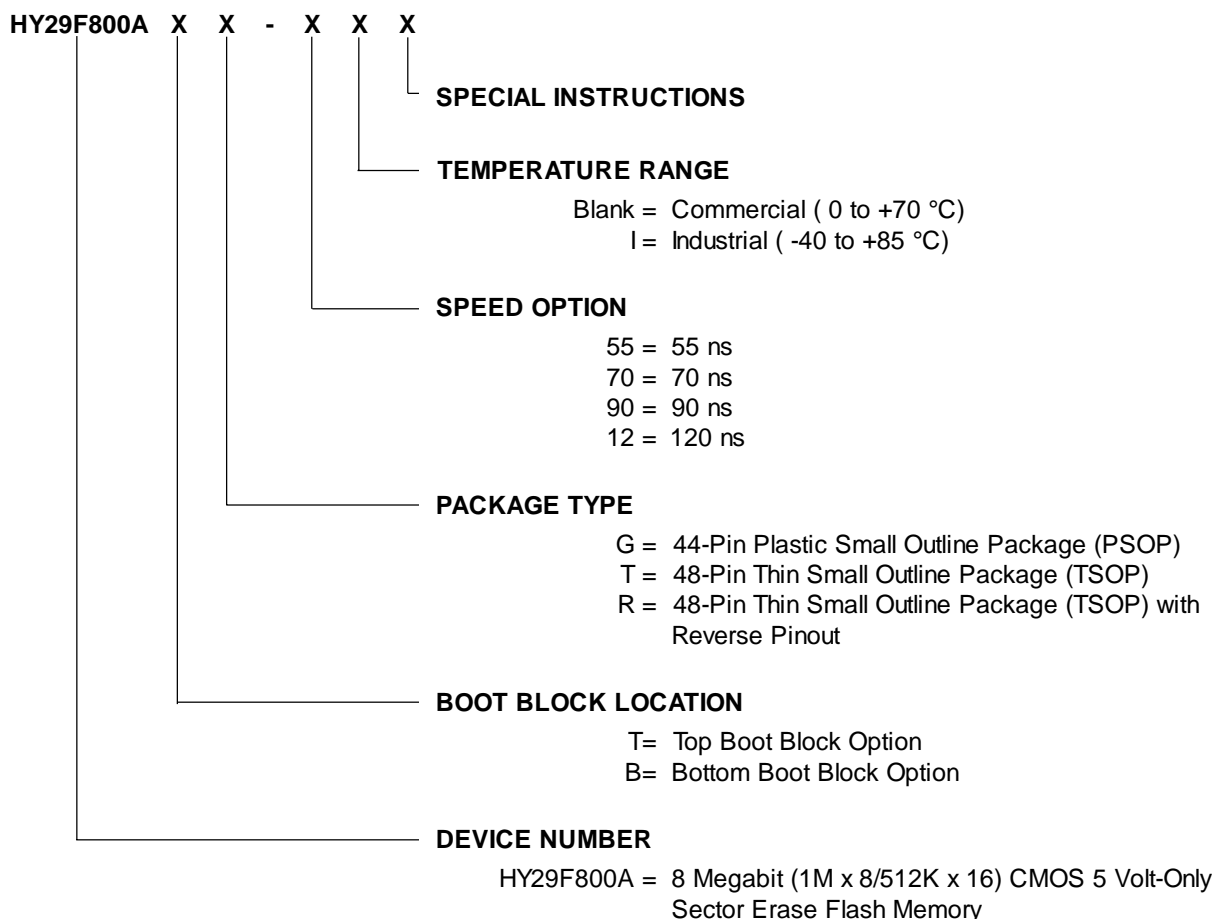 HY29F800A X X - X X X
SPECIAL INSTRUCTIONS
TEMPERATURE RANGE
Blank = Commercial ( 0 to +70 °C)
I = Industrial ( -40 to +85 °C)
SPEED OPTION
55 = 55 ns
70 = 70 ns
90 = 90 ns
12 = 120 ns
PACKAGE TYPE
G = 44-Pin Plastic Small Outline Package (PSOP)
T = 48-Pin Thin Small Outline Package (TSOP)
R = 48-Pin Thin Small Outline Package (TSOP) with
Reverse Pinout
BOOT BLOCK LOCATION
T= Top Boot Block Option
B= Bottom Boot Block Option
DEVICE NUMBER
HY29F800A = 8 Megabit (1M x 8/512K x 16) CMOS 5 Volt-Only
Sector Erase Flash Memory